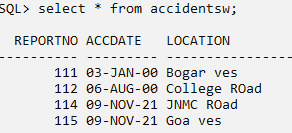 SQL> select * from accidentsw;
REPORTNO ACCDATE   LOCATION
---------- --------- --------------------
111 03-JAN-00 Bogar ves
112 06-AUG-00 College ROad
114 09-NOV-21 JNMC ROad
115 09-NOV-21 Goa ves